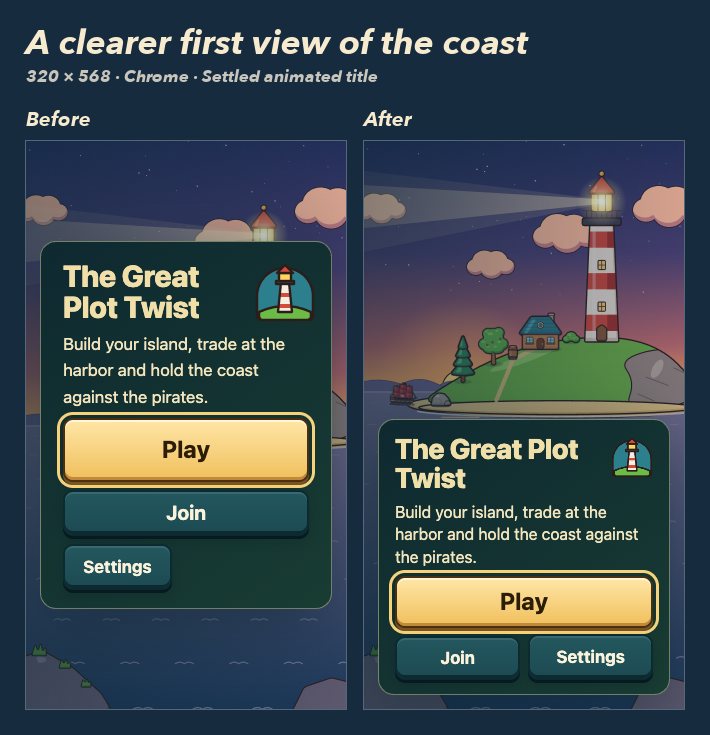 A clearer first view of the coast
320 × 568 · Chrome · Settled animated title
Before
The Great
Plot Twist
Build your island, trade at the
harbor and hold the coast
against the pirates.
Play
Join
Settings
After
The Great Plot
Twist
Build your island, trade at the
harbor and hold the coast against
the pirates.
Play
Join
Settings